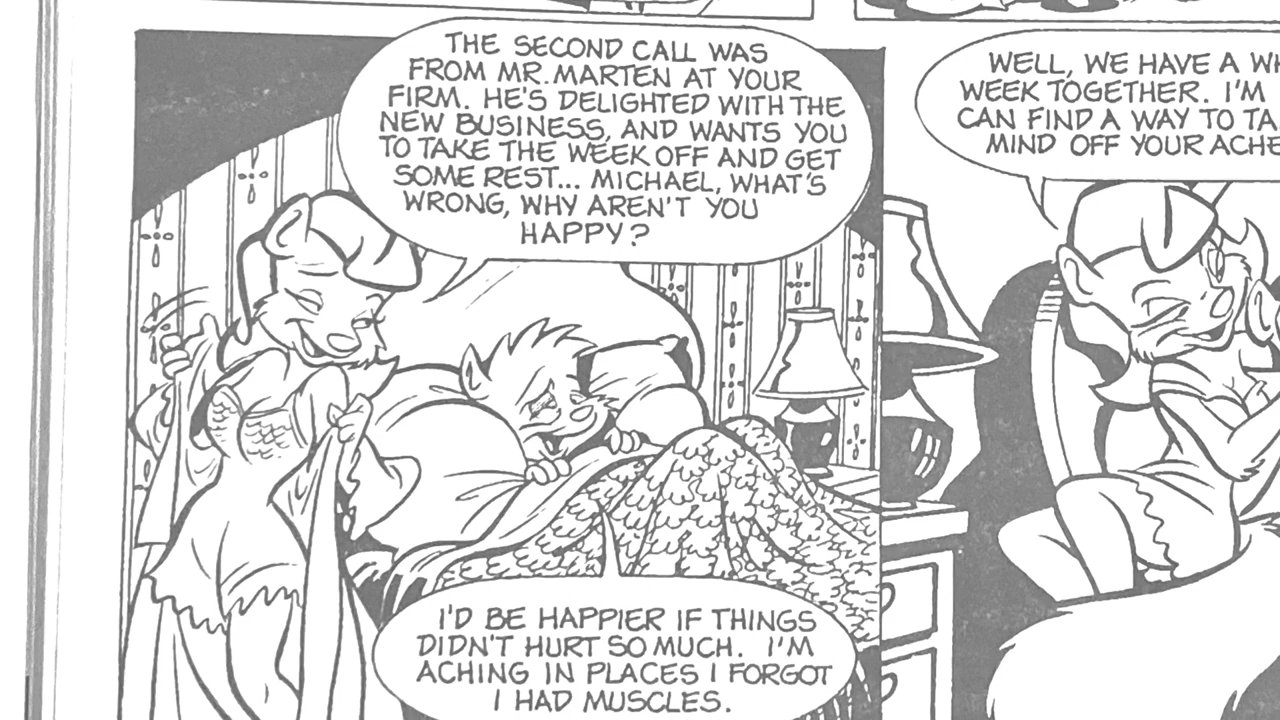 THE SECOND CALL WAS
FROM MR. MARTEN AT YOUR
FIRM. HE'S DELIGHTED WITH THE
NEW BUSINESS, AND WANTS YOU
TO TAKE THE WEEK OFF AND GET
SOME REST... MICHAEL, WHAT'S
WRONG, WHY AREN'T YOU
HAPPY?
I'D BE HAPPIER IF THINGS
DIDN'T HURT SO MUCH. I'M
ACHING IN PLACES I FORGOT
I HAD MUSCLES.
WELL, WE HAVE A
WEEK TOGETHER. I'M
CAN FIND A WAY TO
MIND OFF YOUR